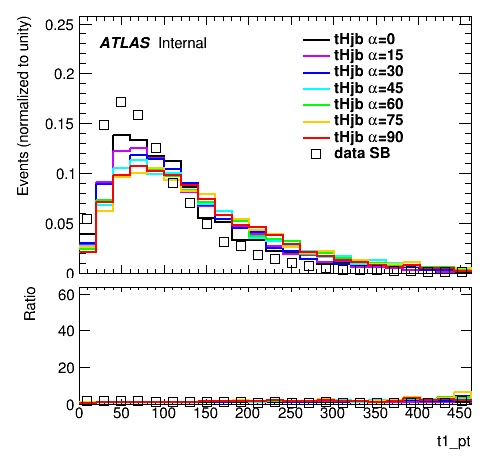 Events (normalized to unity)
0.25
0.2
0.15
0.1
0.05
0
ATLAS Internal
tHjb α=0
tHjb α=15
tHjb α=30
tHjb α=45
tHjb α=60
tHjb α=75
tHjb α=90
data SB
Ratio
60
40
20
0
0 50 100 150 200 250 300 350 400 450
t1_pt